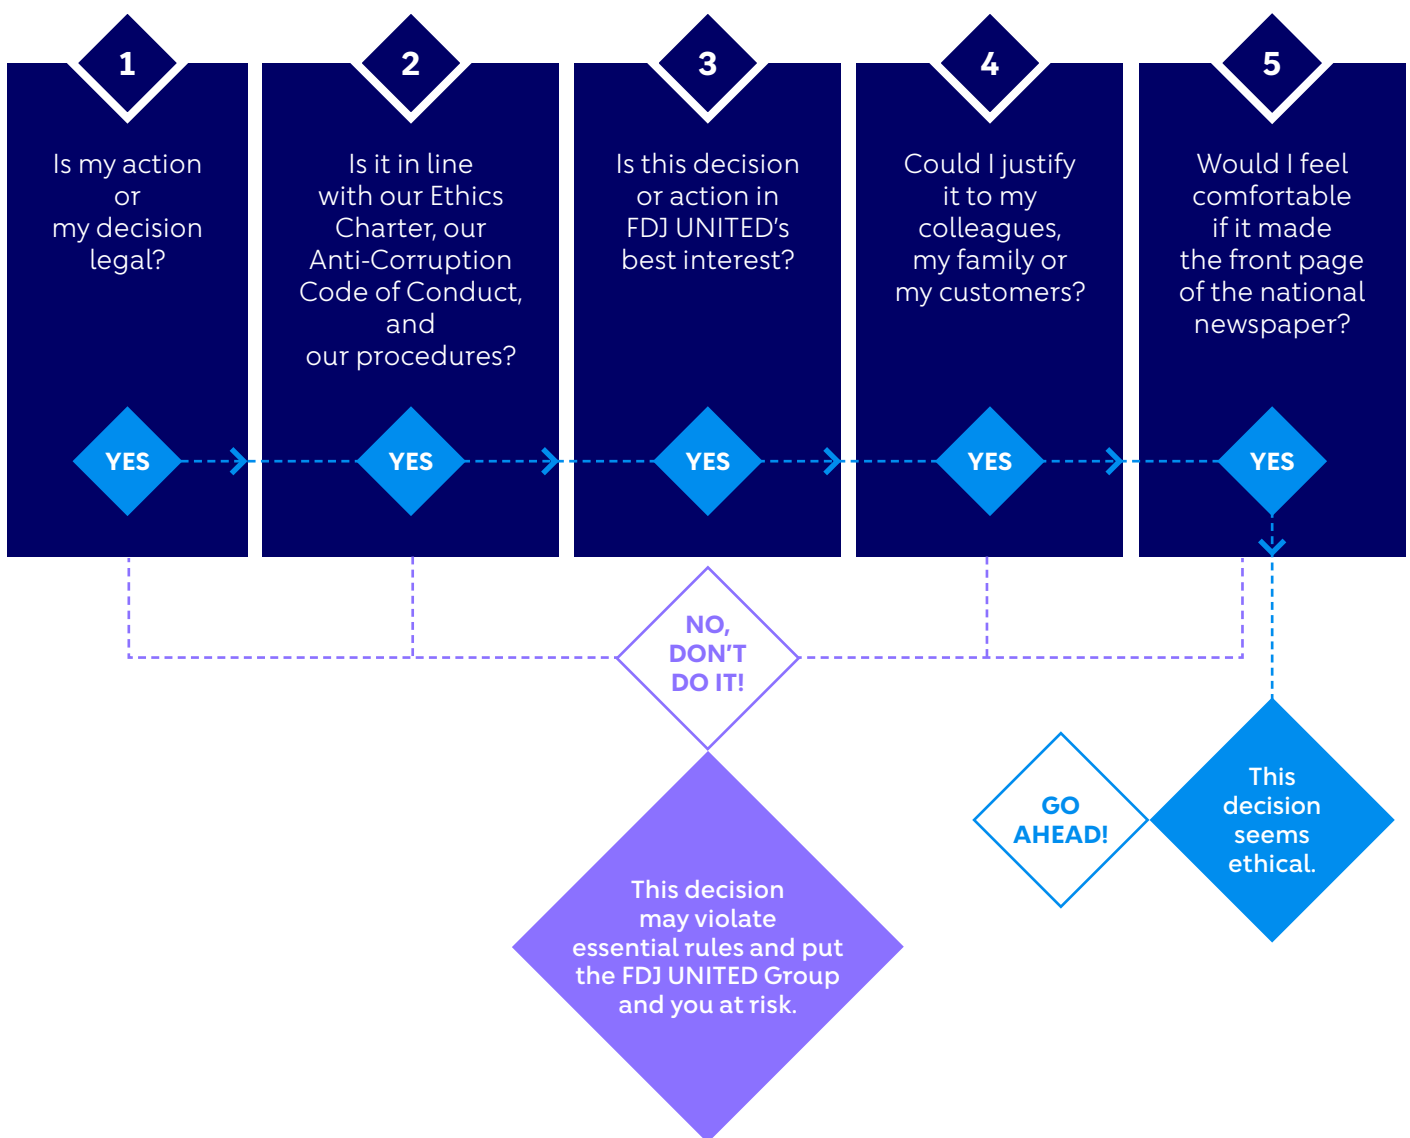 1
Is my action
or
my decision
legal?
YES
2
Is it in line
with our Ethics
Charter, our
Anti-Corruption
Code of Conduct,
and
our procedures?
YES
3
Is this decision
or action in
FDJ UNITED's
best interest?
YES
4
Could I justify
it to my
colleagues,
my family or
my customers?
YES
5
Would I feel
comfortable
if it made
the front page
of the national
newspaper?
YES
NO,
DON'T
DO IT!
This decision
may violate
essential rules and put
the FDJ UNITED Group
and you at risk.
GO
AHEAD!
This
decision
seems
ethical.